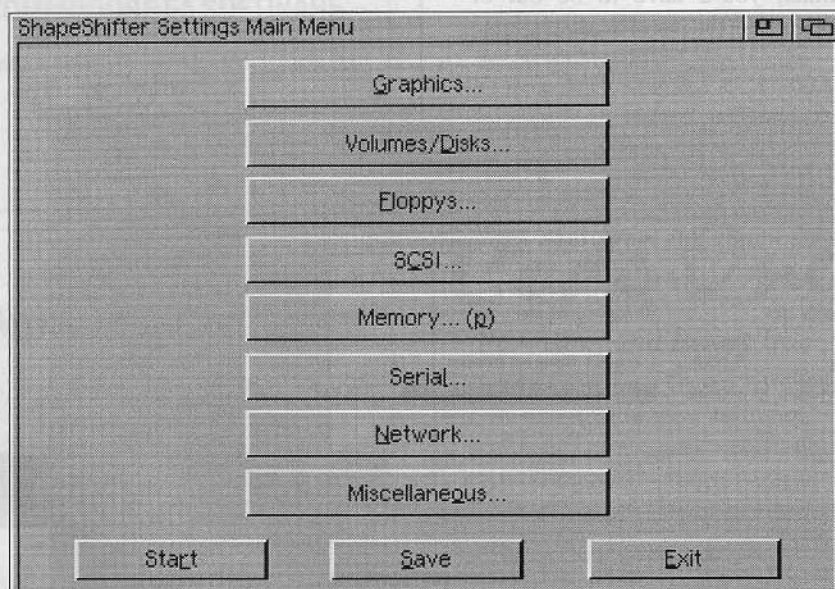 ShapeShifter Settings Main Menu
Graphics...
Volumes/Disks...
Floppys...
SCSI...
Memory... (p)
Serial...
Network...
Miscellaneous...
Start Save Exit